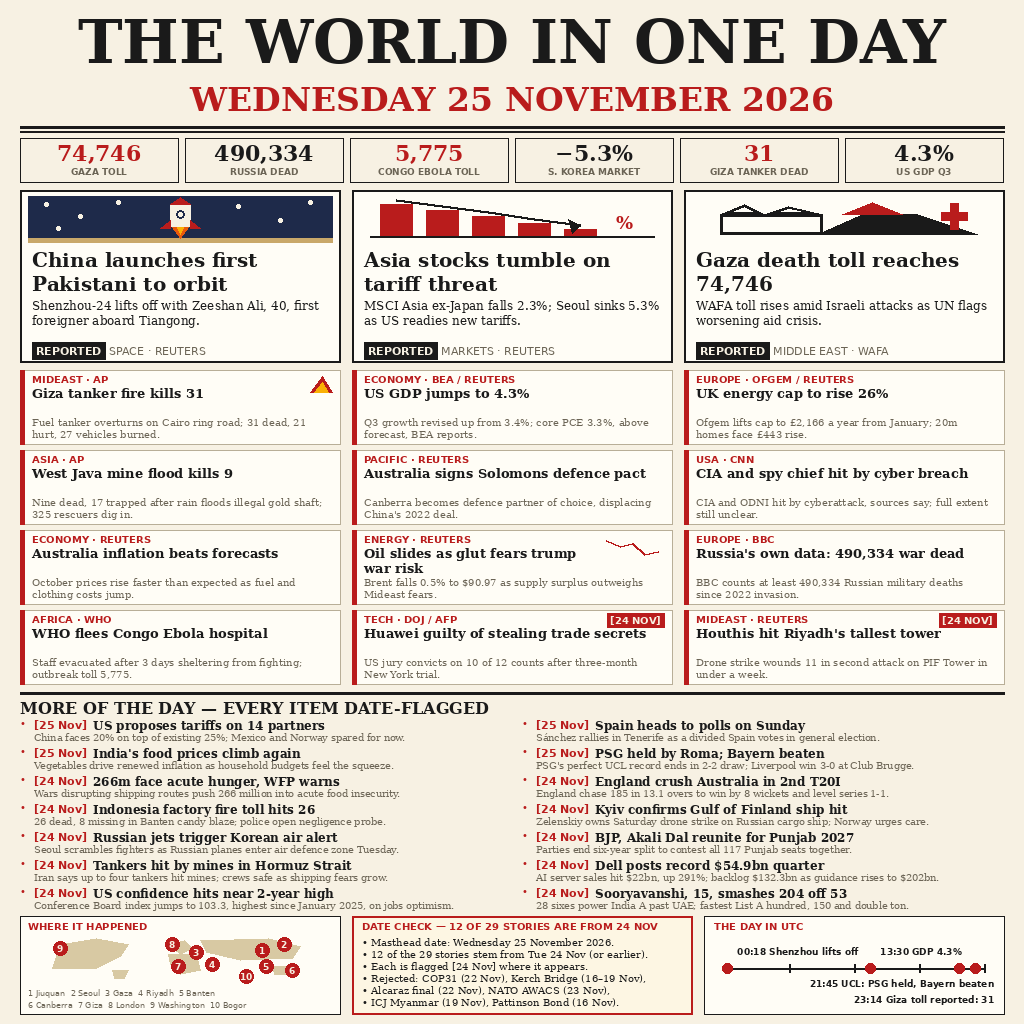 THE WORLD IN ONE DAY
WEDNESDAY 25 NOVEMBER 2026
74,746
GAZA TOLL
490,334
RUSSIA DEAD
5,775
CONGO EBOLA TOLL
−5.3%
S. KOREA MARKET
31
GIZA TANKER DEAD
4.3%
US GDP Q3
China launches first
Pakistani to orbit
Shenzhou-24 lifts off with Zeeshan Ali, 40, first
foreigner aboard Tiangong.
REPORTED SPACE · REUTERS
%
Asia stocks tumble on
tariff threat
MSCI Asia ex-Japan falls 2.3%; Seoul sinks 5.3%
as US readies new tariffs.
REPORTED MARKETS · REUTERS
Gaza death toll reaches
74,746
WAFA toll rises amid Israeli attacks as UN flags
worsening aid crisis.
REPORTED MIDDLE EAST · WAFA
MIDEAST · AP
Giza tanker fire kills 31
Fuel tanker overturns on Cairo ring road; 31 dead, 21
hurt, 27 vehicles burned.
ECONOMY · BEA / REUTERS
US GDP jumps to 4.3%
Q3 growth revised up from 3.4%; core PCE 3.3%, above
forecast, BEA reports.
EUROPE · OFGEM / REUTERS
UK energy cap to rise 26%
Ofgem lifts cap to £2,166 a year from January; 20m
homes face £443 rise.
ASIA · AP
West Java mine flood kills 9
Nine dead, 17 trapped after rain floods illegal gold shaft;
325 rescuers dig in.
PACIFIC · REUTERS
Australia signs Solomons defence pact
Canberra becomes defence partner of choice, displacing
China's 2022 deal.
USA · CNN
CIA and spy chief hit by cyber breach
CIA and ODNI hit by cyberattack, sources say; full extent
still unclear.
ECONOMY · REUTERS
Australia inflation beats forecasts
October prices rise faster than expected as fuel and
clothing costs jump.
ENERGY · REUTERS
Oil slides as glut fears trump
war risk
Brent falls 0.5% to $90.97 as supply surplus outweighs
Mideast fears.
EUROPE · BBC
Russia's own data: 490,334 war dead
BBC counts at least 490,334 Russian military deaths
since 2022 invasion.
AFRICA · WHO
WHO flees Congo Ebola hospital
Staff evacuated after 3 days sheltering from fighting;
outbreak toll 5,775.
TECH · DOJ / AFP
[24 NOV]
Huawei guilty of stealing trade secrets
US jury convicts on 10 of 12 counts after three-month
New York trial.
MIDEAST · REUTERS
[24 NOV]
Houthis hit Riyadh's tallest tower
Drone strike wounds 11 in second attack on PIF Tower in
under a week.
MORE OF THE DAY — EVERY ITEM DATE-FLAGGED
• [25 Nov] US proposes tariffs on 14 partners
China faces 20% on top of existing 25%; Mexico and Norway spared for now.
• [25 Nov] India's food prices climb again
Vegetables drive renewed inflation as household budgets feel the squeeze.
• [24 Nov] 266m face acute hunger, WFP warns
Wars disrupting shipping routes push 266 million into acute food insecurity.
• [24 Nov] Indonesia factory fire toll hits 26
26 dead, 8 missing in Banten candy blaze; police open negligence probe.
• [24 Nov] Russian jets trigger Korean air alert
Seoul scrambles fighters as Russian planes enter air defence zone Tuesday.
• [24 Nov] Tankers hit by mines in Hormuz Strait
Iran says up to four tankers hit mines; crews safe as shipping fears grow.
• [24 Nov] US confidence hits near 2-year high
Conference Board index jumps to 103.3, highest since January 2025, on jobs optimism.
• [25 Nov] Spain heads to polls on Sunday
Sánchez rallies in Tenerife as a divided Spain votes in general election.
• [25 Nov] PSG held by Roma; Bayern beaten
PSG's perfect UCL record ends in 2-2 draw; Liverpool win 3-0 at Club Brugge.
• [24 Nov] England crush Australia in 2nd T20I
England chase 185 in 13.1 overs to win by 8 wickets and level series 1-1.
• [24 Nov] Kyiv confirms Gulf of Finland ship hit
Zelenskiy owns Saturday drone strike on Russian cargo ship; Norway urges care.
• [24 Nov] BJP, Akali Dal reunite for Punjab 2027
Parties end six-year split to contest all 117 Punjab seats together.
• [24 Nov] Dell posts record $54.9bn quarter
AI server sales hit $22bn, up 291%; backlog $132.3bn as guidance rises to $202bn.
• [24 Nov] Sooryavanshi, 15, smashes 204 off 53
28 sixes power India A past UAE; fastest List A hundred, 150 and double ton.
WHERE IT HAPPENED
9
8
3
1
2
7
4
5
6
10
1 Jiuquan 2 Seoul 3 Gaza 4 Riyadh 5 Banten
6 Canberra 7 Giza 8 London 9 Washington 10 Bogor
DATE CHECK — 12 OF 29 STORIES ARE FROM 24 NOV
• Masthead date: Wednesday 25 November 2026.
• 12 of the 29 stories stem from Tue 24 Nov (or earlier).
• Each is flagged [24 Nov] where it appears.
• Rejected: COP31 (22 Nov), Kerch Bridge (16–19 Nov),
• Alcaraz final (22 Nov), NATO AWACS (23 Nov),
• ICJ Myanmar (19 Nov), Pattinson Bond (16 Nov).
THE DAY IN UTC
00:18 Shenzhou lifts off
13:30 GDP 4.3%
21:45 UCL: PSG held, Bayern beaten
23:14 Giza toll reported: 31